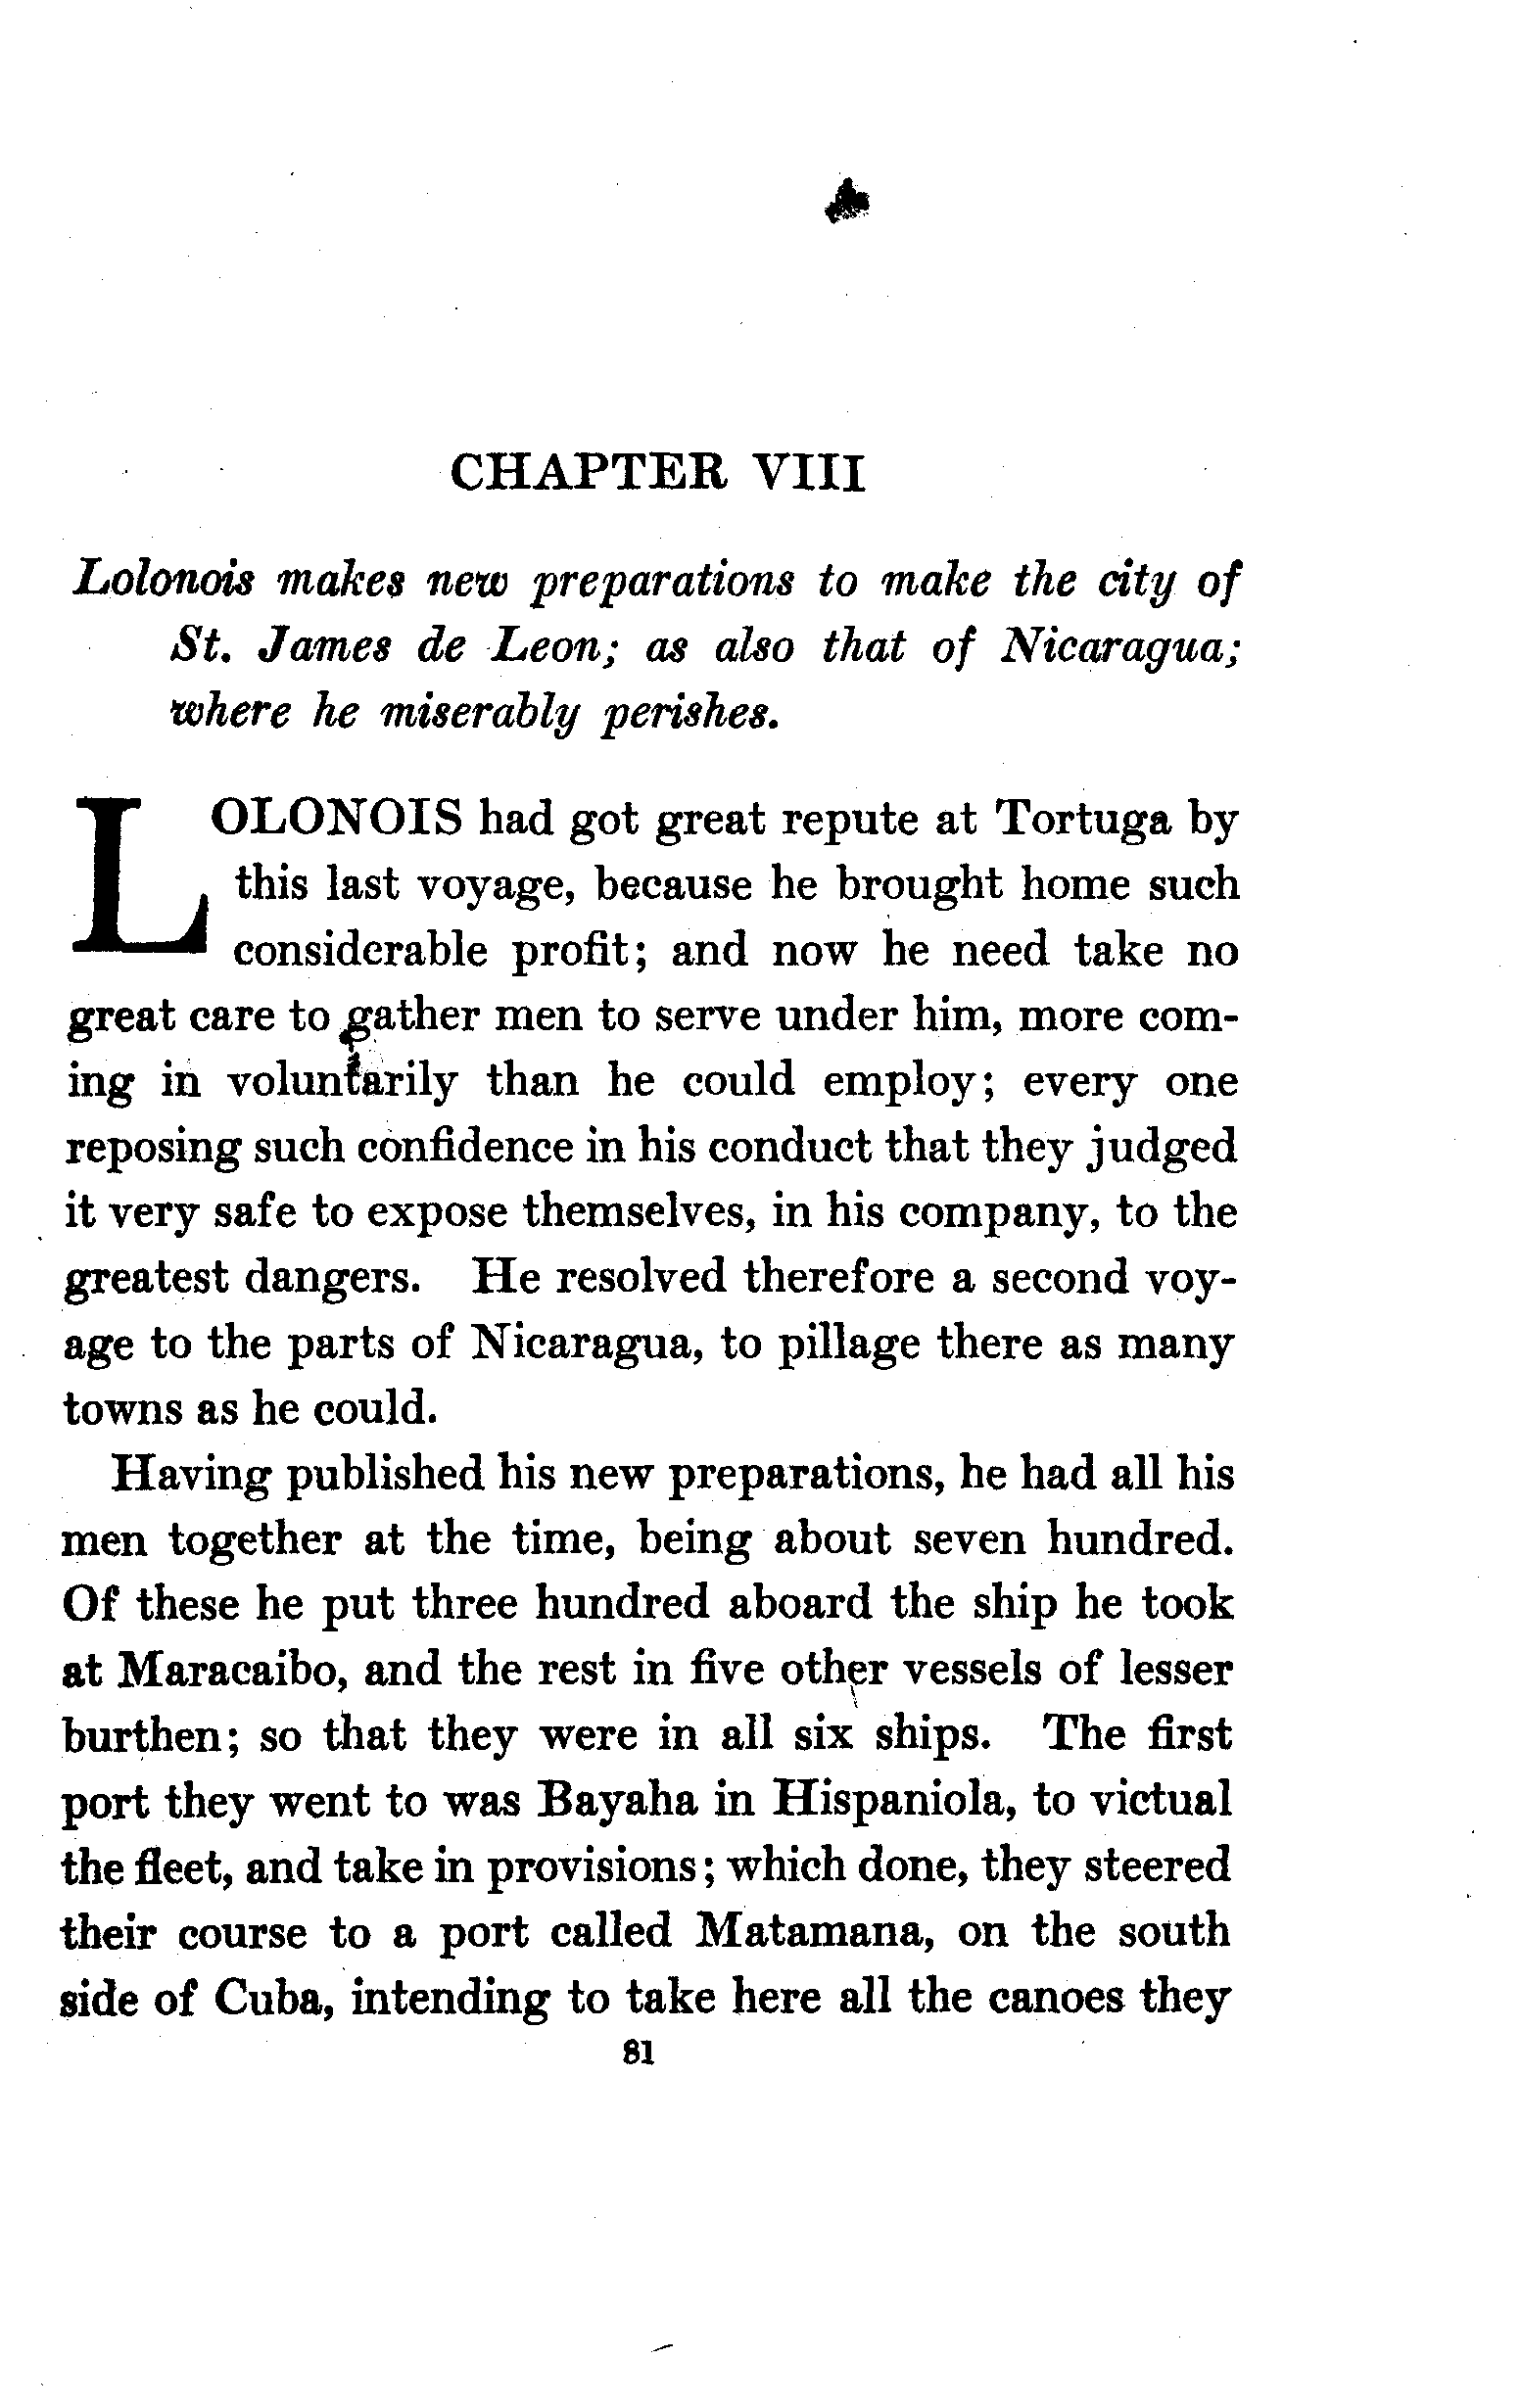 CHAPTER VIII
Lolonois makes new preparations to make the city of
St. James de Leon; as also that of Nicaragua;
where he miserably perishes.
LOLONOIS had got great repute at Tortuga by
this last voyage, because he brought home such
considerable profit; and now he need take no
great care to gather men to serve under him, more com-
ing in voluntarily than he could employ; every one
reposing such confidence in his conduct that they judged
it very safe to expose themselves, in his company, to the
greatest dangers. He resolved therefore a second voy-
age to the parts of Nicaragua, to pillage there as many
towns as he could.
Having published his new preparations, he had all his
men together at the time, being about seven hundred.
Of these he put three hundred aboard the ship he took
at Maracaibo, and the rest in five other vessels of lesser
burthen; so that they were in all six ships. The first
port they went to was Bayaha in Hispaniola, to victual
the fleet, and take in provisions; which done, they steered
their course to a port called Matamana, on the south
side of Cuba, intending to take here all the canoes they
81